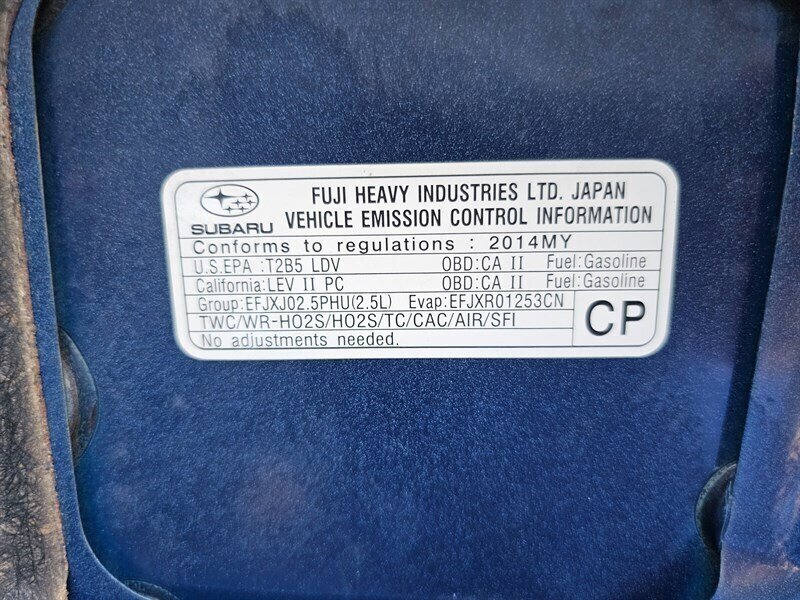 SUBARU
FUJI HEAVY INDUSTRIES LTD. JAPAN
VEHICLE EMISSION CONTROL INFORMATION
Conforms to regulations : 2014MY
U.S.EPA :T2B5 LDV OBD:CA II Fuel:Gasoline
California:LEV II PC OBD:CA II Fuel:Gasoline
Group:EFJXJ02.5PHU(2.5L) Evap:EFJXR01253CN
TWC/WR-HO2S/HO2S/TC/CAC/AIR/SFI
No adjustments needed.
CP